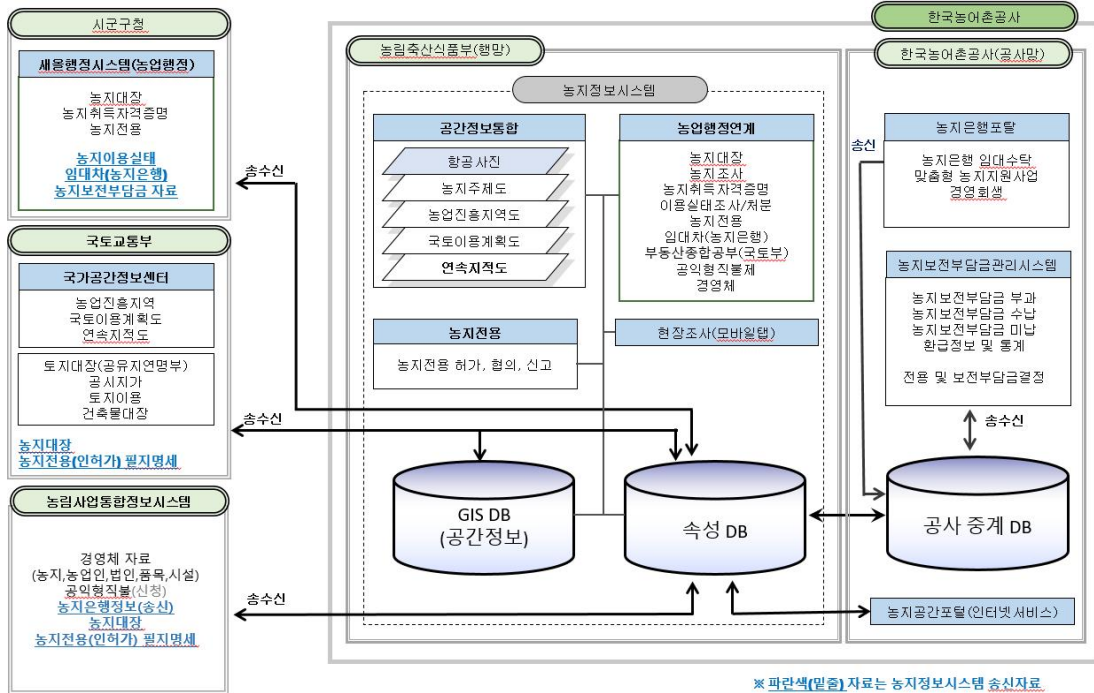 시군구청
새올행정시스템(농업행정)
농지대장
농지취득자격증명
농지전용
농지이용실태
임대차(농지은행)
농지보전부담금 자료
송수신
국토교통부
국가공간정보센터
농업진흥지역
국토이용계획도
연속지적도
토지대장(공유지연명부)
공시지가
토지이용
건축물대장
농지대장
농지전용(인허가) 필지명세
송수신
농림사업통합정보시스템
경영체 자료
(농지,농업인,법인,품목,시설)
공익형직불(신청)
농지은행정보(송신)
농지대장
농지전용(인허가) 필지명세
송수신
한국농어촌공사
농림축산식품부(행망)
농지정보시스템
공간정보통합
항공사진
농지주제도
농업진흥지역도
국토이용계획도
연속지적도
농업행정연계
농지대장
농지조사
농지취득자격증명
이용실태조사/처분
농지전용
임대차(농지은행)
부동산종합공부(국토부)
공익형직불제
경영체
농지전용
농지전용 허가, 협의, 신고
현장조사(모바일탭)
GIS DB
(공간정보)
속성 DB
한국농어촌공사(공사망)
송신
농지은행포탈
농지은행 임대수탁
맞춤형 농지지원사업
경영회생
농지보전부담금관리시스템
농지보전부담금 부과
농지보전부담금 수납
농지보전부담금 미납
환급정보 및 통계
전용 및 보전부담금결정
송수신
공사 중계 DB
농지공간포털(인터넷 서비스)
※ 파란색(밑줄) 자료는 농지정보시스템 송신자료